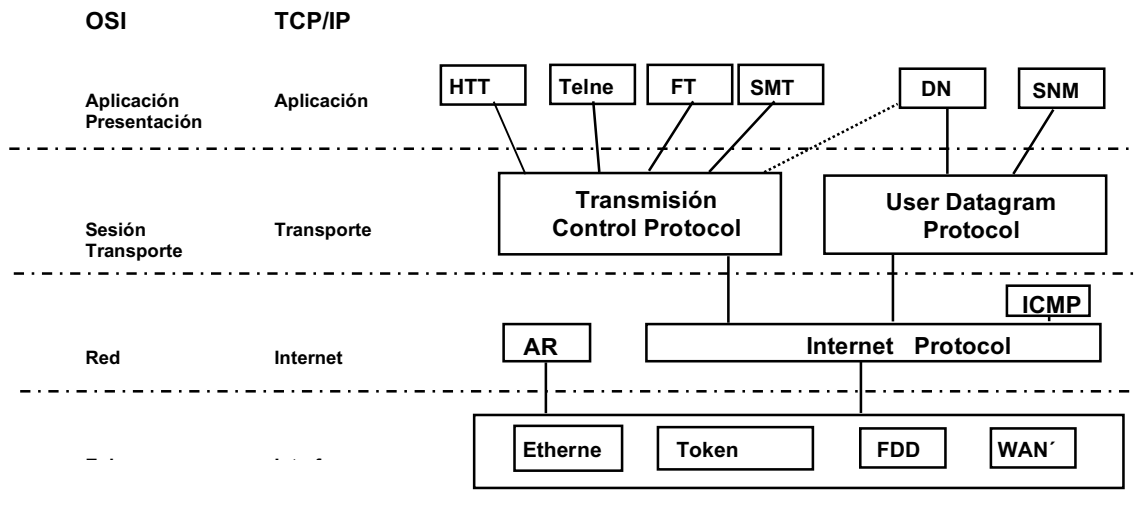 OSI TCP/IP
HTT Telne FT SMT DN SNM
Aplicación Aplicación
Presentación
Transmisión
Control Protocol
User Datagram
Protocol
Sesión Transporte
Transporte
ICMP
AR Internet Protocol
Red Internet
Etherne Token FDD WAN´